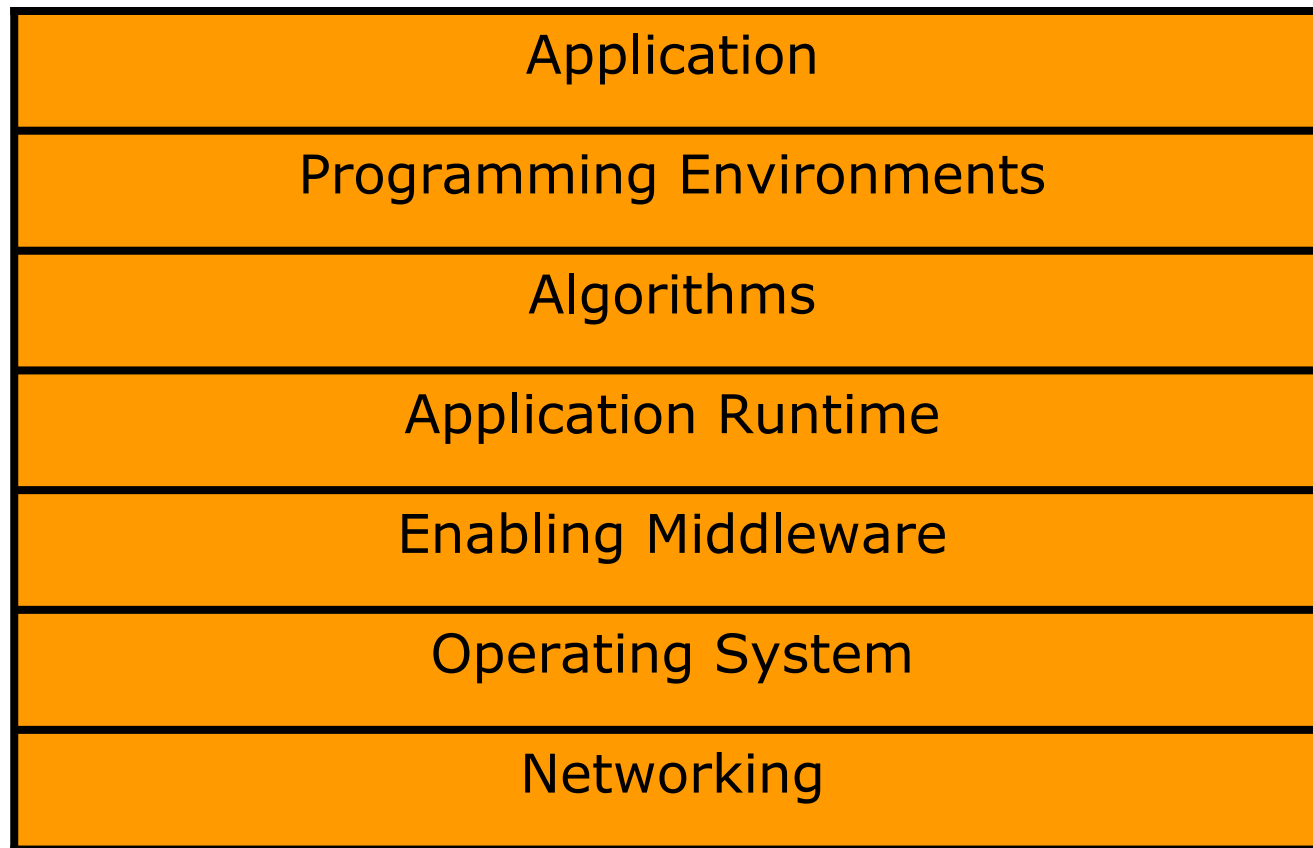 Application
Programming Environments
Algorithms
Application Runtime
Enabling Middleware
Operating System
Networking